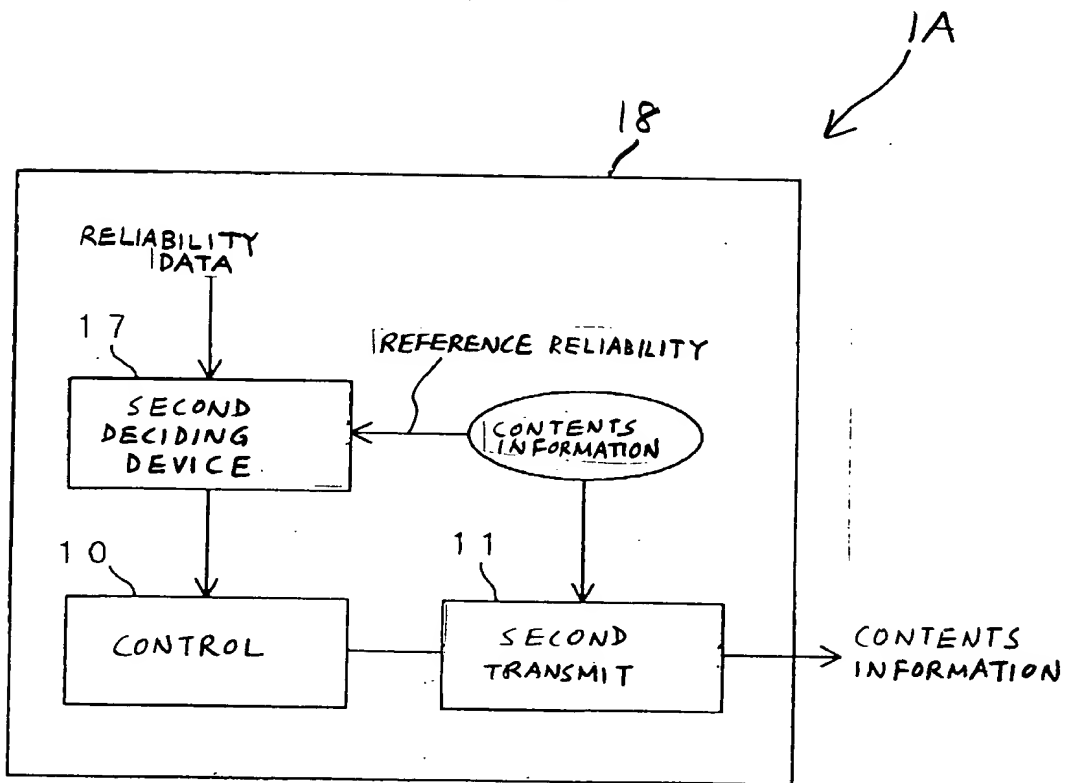 1A
18
RELIABILITY
DATA
17
REFERENCE RELIABILITY
SECOND
DECIDING
DEVICE
CONTENTS
INFORMATION
10
11
CONTROL
SECOND
TRANSMIT
CONTENTS
INFORMATION